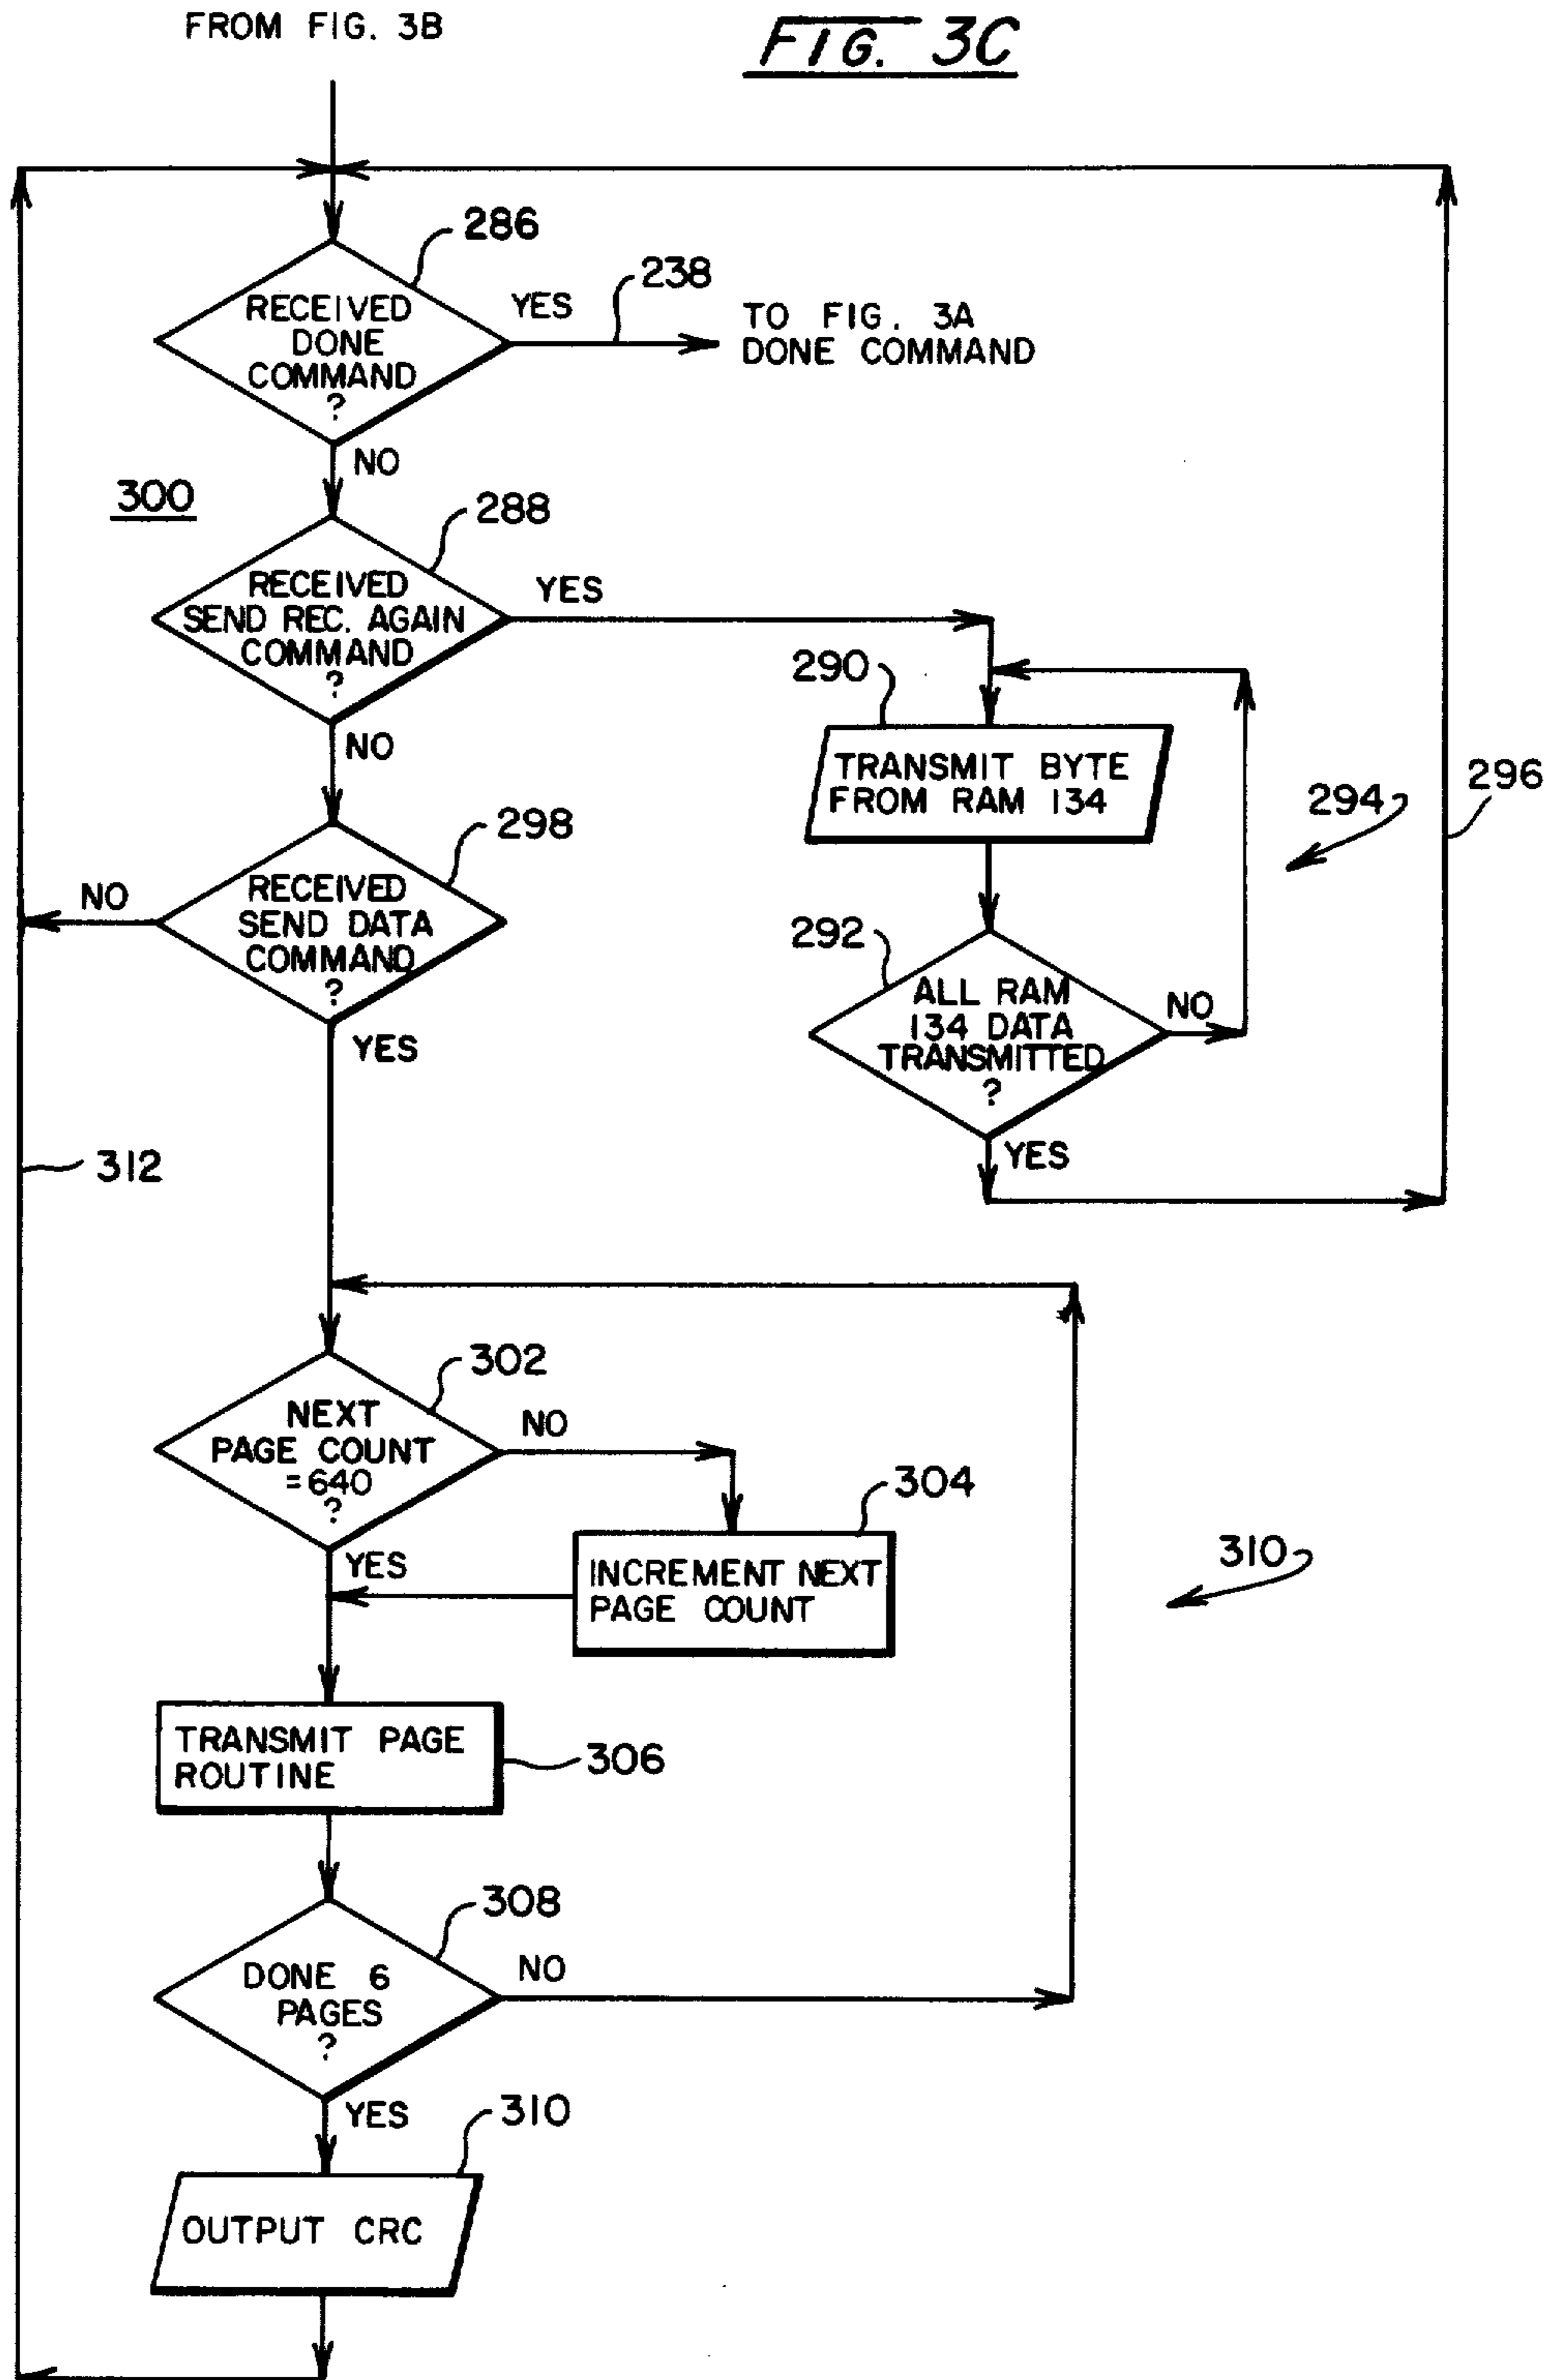 FROM FIG. 3B
FIG. 3C
286
RECEIVED
DONE
COMMAND
?
YES
238
TO FIG. 3A
DONE COMMAND
NO
300
288
RECEIVED
SEND REC. AGAIN
COMMAND
?
YES
NO
290
TRANSMIT BYTE
FROM RAM 134
294
296
298
RECEIVED
SEND DATA
COMMAND
?
NO
YES
292
ALL RAM
134 DATA
TRANSMITTED
?
NO
YES
312
302
NEXT
PAGE COUNT
=640
?
NO
YES
304
INCREMENT NEXT
PAGE COUNT
310
TRANSMIT PAGE
ROUTINE
306
308
DONE 6
PAGES
?
NO
YES
310
OUTPUT CRC